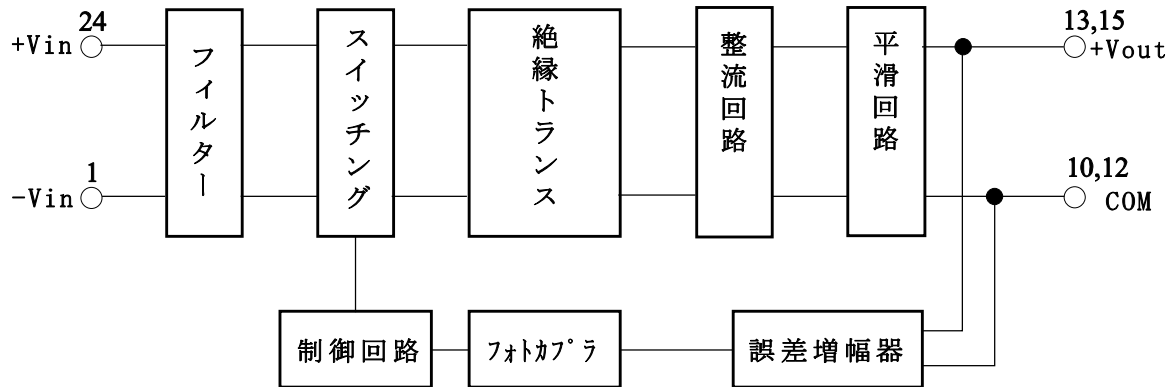 24
+Vin
1
-Vin
フィルター
スイッチング
絶縁トランス
整流回路
平滑回路
13,15
+Vout
10,12
COM
制御回路
ﾌｫﾄｶﾌﾟﾗ
誤差増幅器